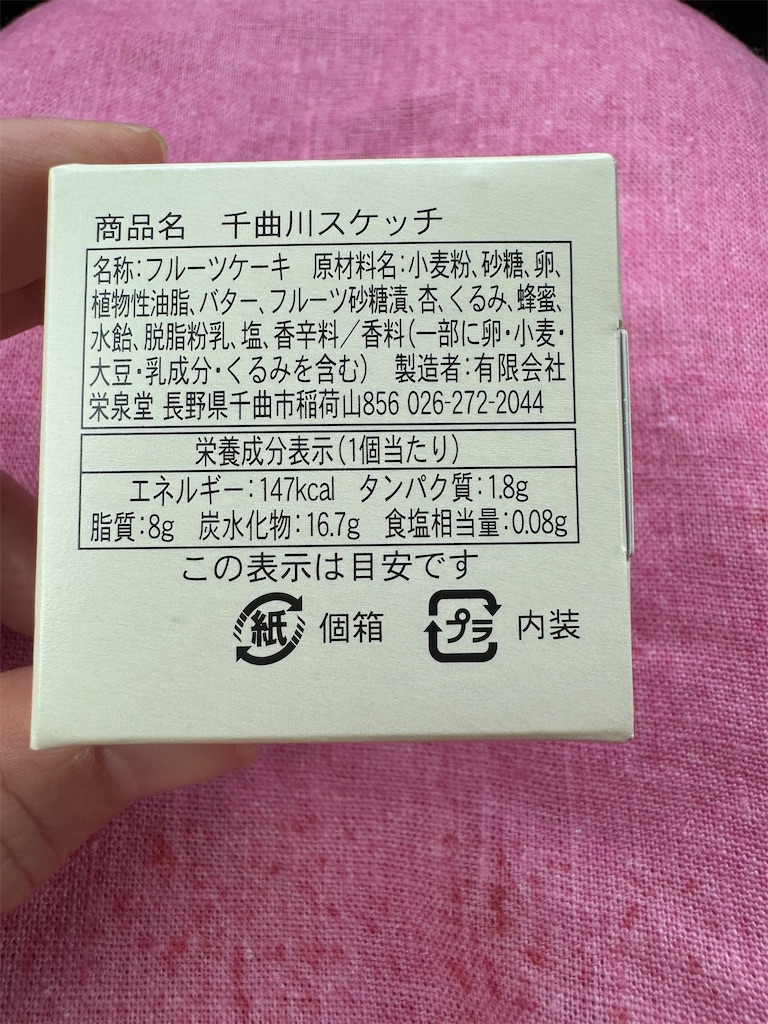 商品名 千曲川スケッチ
名称:フルーツケーキ 原材料名:小麦粉、砂糖、卵、
植物性油脂、バター、フルーツ砂糖漬、杏、くるみ、蜂蜜、
水飴、脱脂粉乳、塩、香辛料/香料(一部に卵・小麦・
大豆・乳成分・くるみを含む) 製造者:有限会社
栄泉堂 長野県千曲市稲荷山856 026-272-2044
栄養成分表示(1個当たり)
エネルギー:147kcal タンパク質:1.8g
脂質:8g 炭水化物:16.7g 食塩相当量:0.08g
この表示は目安です
紙 個箱 プラ 内装